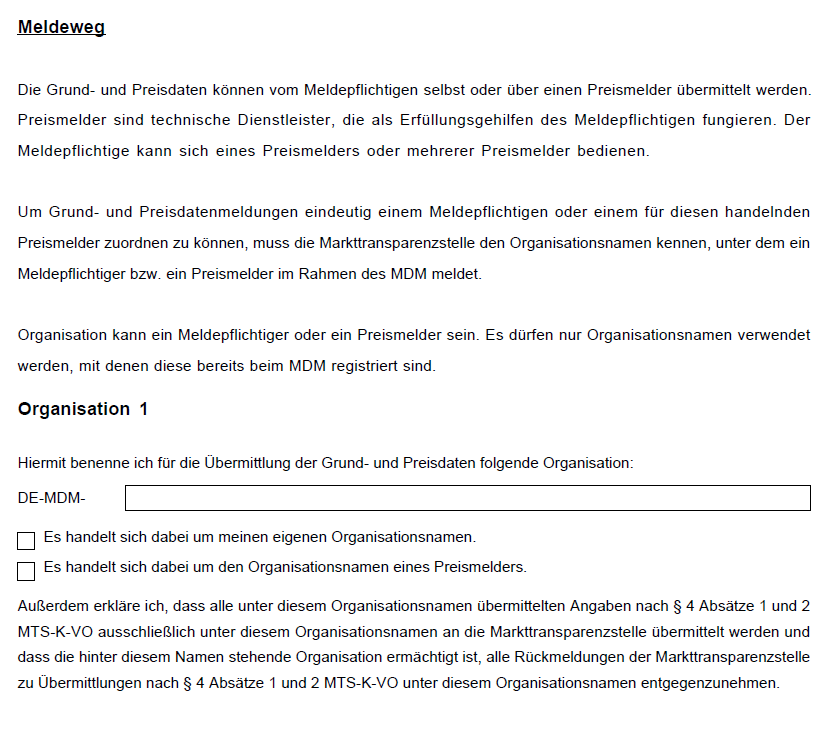 Meldeweg
Die Grund- und Preisdaten können vom Meldepflichtigen selbst oder über einen Preismelder übermittelt werden.
Preismelder sind technische Dienstleister, die als Erfüllungsgehilfen des Meldepflichtigen fungieren. Der
Meldepflichtige kann sich eines Preismelders oder mehrerer Preismelder bedienen.
Um Grund- und Preisdatenmeldungen eindeutig einem Meldepflichtigen oder einem für diesen handelnden
Preismelder zuordnen zu können, muss die Markttransparenzstelle den Organisationsnamen kennen, unter dem ein
Meldepflichtiger bzw. ein Preismelder im Rahmen des MDM meldet.
Organisation kann ein Meldepflichtiger oder ein Preismelder sein. Es dürfen nur Organisationsnamen verwendet
werden, mit denen diese bereits beim MDM registriert sind.
Organisation 1
Hiermit benenne ich für die Übermittlung der Grund- und Preisdaten folgende Organisation:
DE-MDM-
Es handelt sich dabei um meinen eigenen Organisationsnamen.
Es handelt sich dabei um den Organisationsnamen eines Preismelders.
Außerdem erkläre ich, dass alle unter diesem Organisationsnamen übermittelten Angaben nach § 4 Absätze 1 und 2
MTS-K-VO ausschließlich unter diesem Organisationsnamen an die Markttransparenzstelle übermittelt werden und
dass die hinter diesem Namen stehende Organisation ermächtigt ist, alle Rückmeldungen der Markttransparenzstelle
zu Übermittlungen nach § 4 Absätze 1 und 2 MTS-K-VO unter diesem Organisationsnamen entgegenzunehmen.